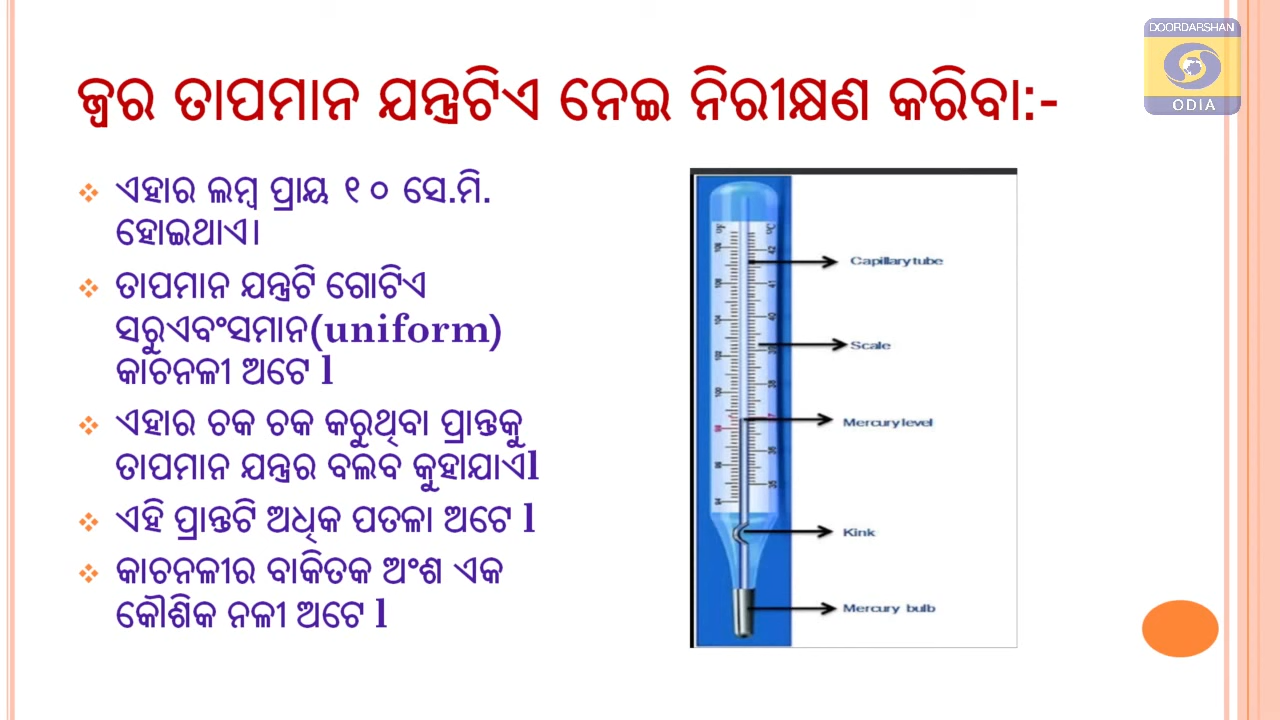 DOORDARSHAN
ODIA
ଜ୍ଵର ତାପମାନ ଯନ୍ତ୍ରଟିଏ ନେଇ ନିରୀକ୍ଷଣ କରିବା:-
❖ ଏହାର ଲମ୍ବ ପ୍ରାୟ ୧୦ ସେ.ମି.
ହୋଇଥାଏ।
❖ ତାପମାନ ଯନ୍ତ୍ରଟି ଗୋଟିଏ
ସରୁଏବଂସମାନ(uniform)
କାଚନଳୀ ଅଟେ l
❖ ଏହାର ଚକ ଚକ କରୁଥିବା ପ୍ରାନ୍ତକୁ
ତାପମାନ ଯନ୍ତ୍ରର ବଲବ କୁହାଯାଏl
❖ ଏହି ପ୍ରାନ୍ତଟି ଅଧିକ ପତଳା ଅଟେ l
❖ କାଚନଳୀର ବାକିତକ ଅଂଶ ଏକ
କୌଶିକ ନଳୀ ଅଟେ l
Capillary tube
Scale
Mercury level
Kink
Mercury bulb